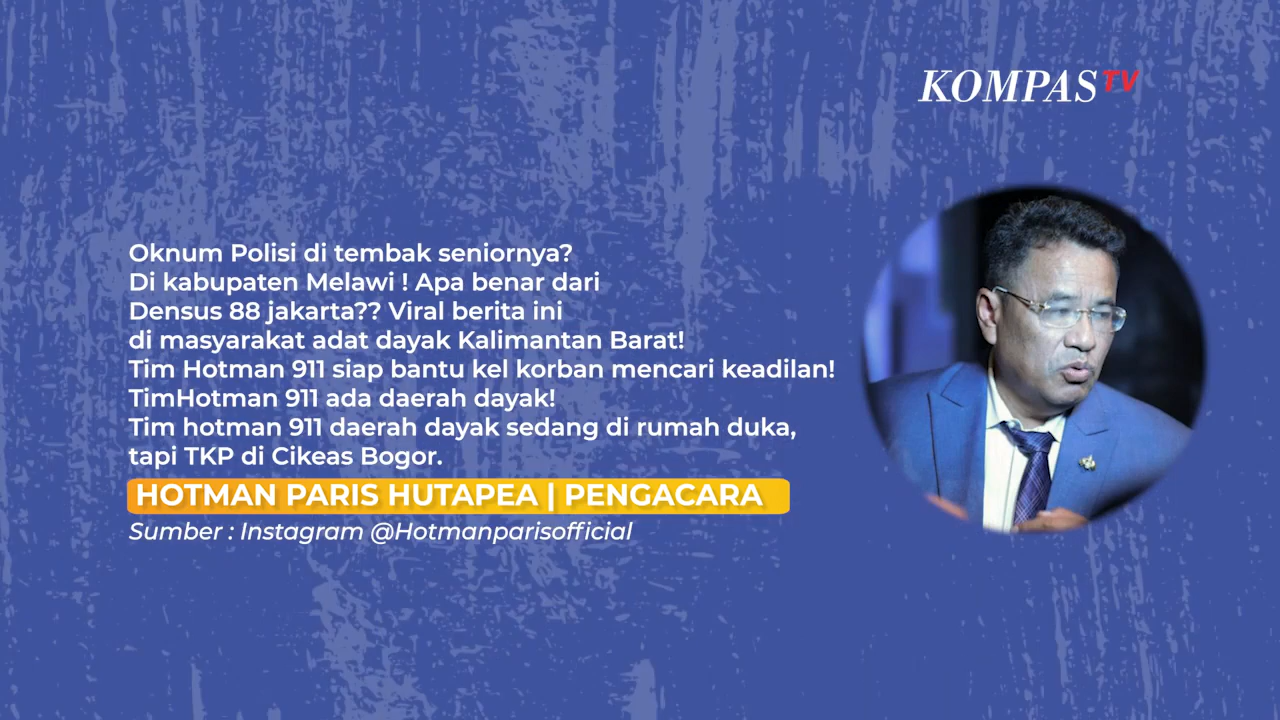 KOMPAS TV
Oknum Polisi di tembak seniornya?
Di kabupaten Melawi ! Apa benar dari
Densus 88 jakarta?? Viral berita ini
di masyarakat adat dayak Kalimantan Barat!
Tim Hotman 911 siap bantu kel korban mencari keadilan!
TimHotman 911 ada daerah dayak!
Tim hotman 911 daerah dayak sedang di rumah duka,
tapi TKP di Cikeas Bogor.
HOTMAN PARIS HUTAPEA | PENGACARA
Sumber : Instagram @Hotmanparisofficial